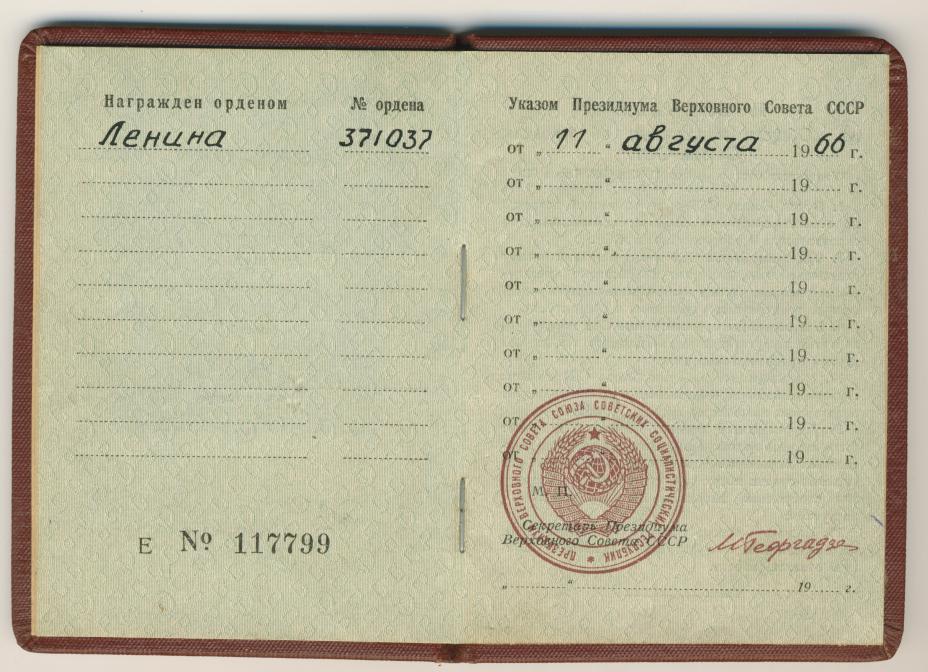 Награжден орденом № ордена
Ленина 371037
Е № 117799
Указом Президиума Верховного Совета СССР
от „ 11 “ августа 1966 г.
от „ “ 19 г.
от „ “ 19 г.
от „ “ 19 г.
от „ “ 19 г.
от „ “ 19 г.
от „ “ 19 г.
от „ “ 19 г.
от „ “ 19 г.
от „ “ 19 г.
М. П.
Секретарь Президиума
Верховного Совета СССР
МГеоргадзе
„ “ 19 г.
ПРЕЗИДИУМ ВЕРХОВНОГО СОВЕТА СОЮЗА СОВЕТСКИХ СОЦИАЛИСТИЧЕСКИХ РЕСПУБЛИК